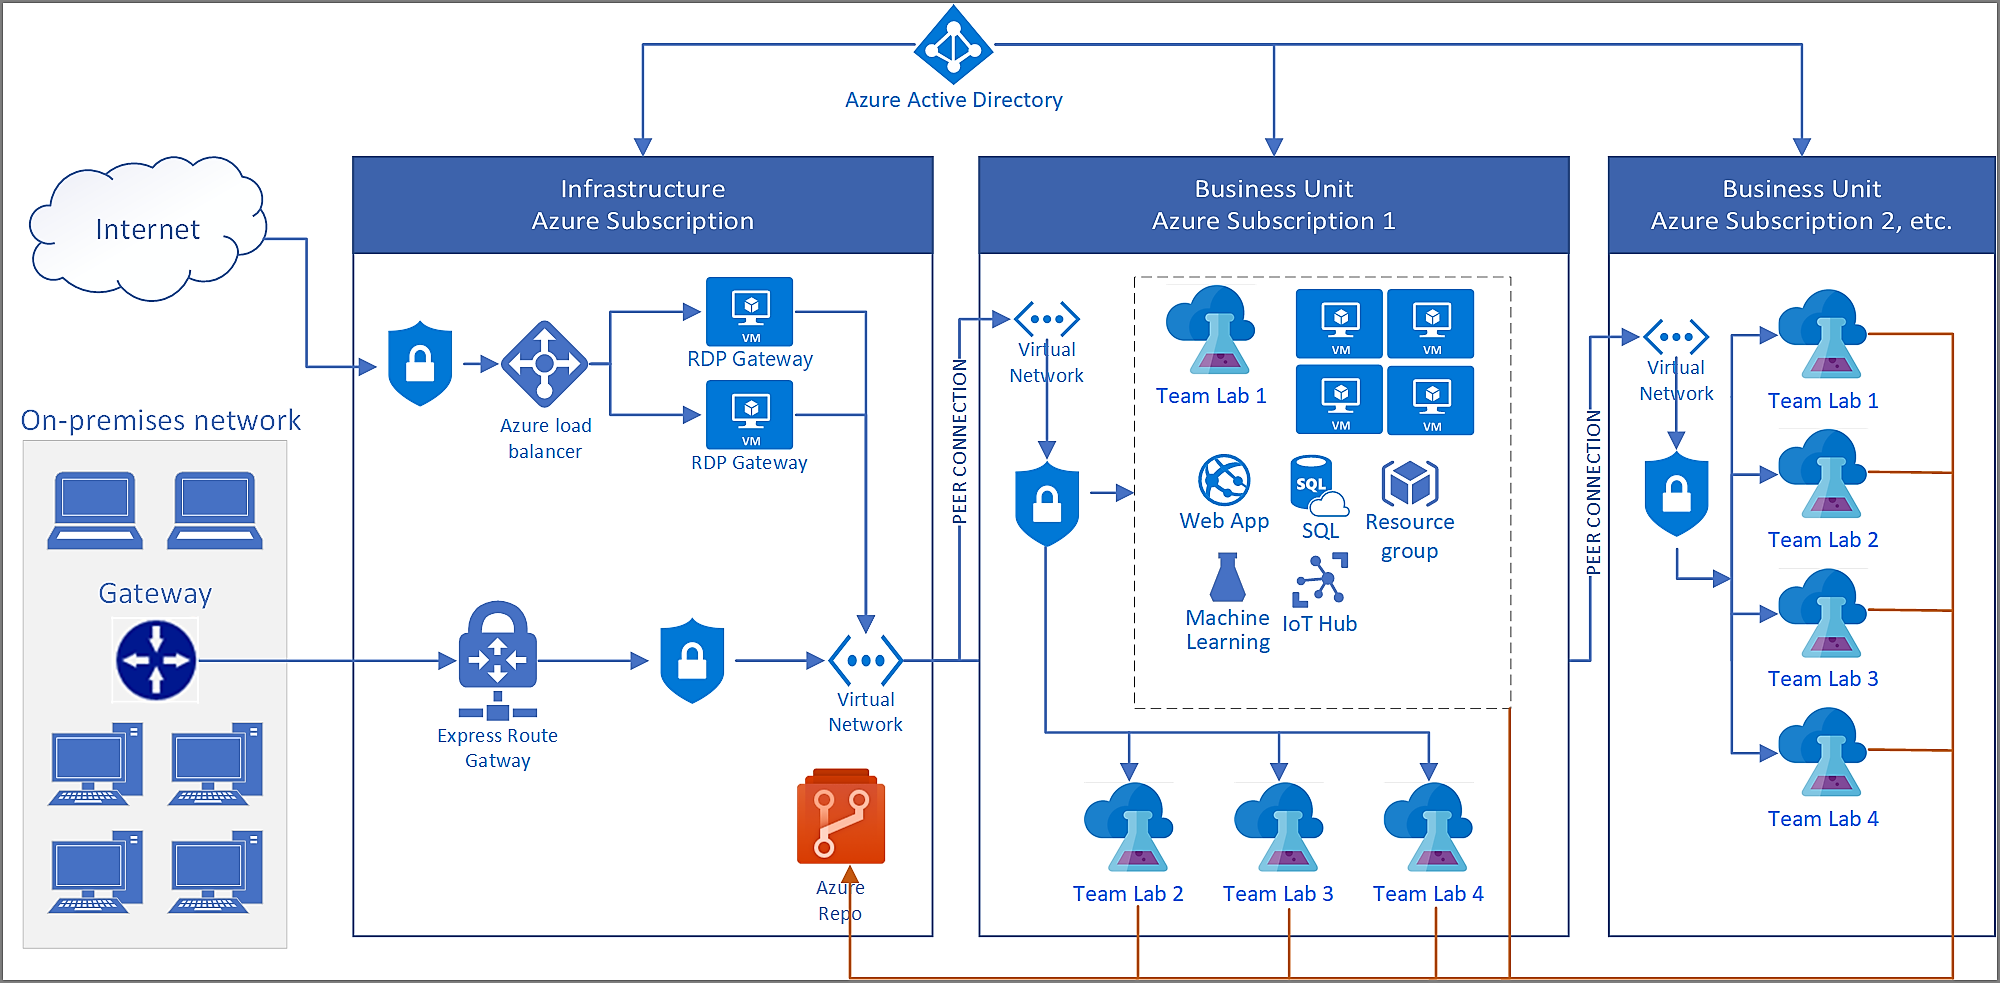 Azure Active Directory
Internet
On-premises network
Gateway
Infrastructure
Azure Subscription
Azure load
balancer
VM
RDP Gateway
VM
RDP Gateway
Express Route
Gatway
Virtual
Network
Azure
Repo
PEER CONNECTION
Business Unit
Azure Subscription 1
Virtual
Network
Team Lab 1
VM
VM
VM
VM
Web App
SQL
SQL
Resource
group
Machine
Learning
IoT Hub
Team Lab 2
Team Lab 3
Team Lab 4
PEER CONNECTION
Business Unit
Azure Subscription 2, etc.
Virtual
Network
Team Lab 1
Team Lab 2
Team Lab 3
Team Lab 4